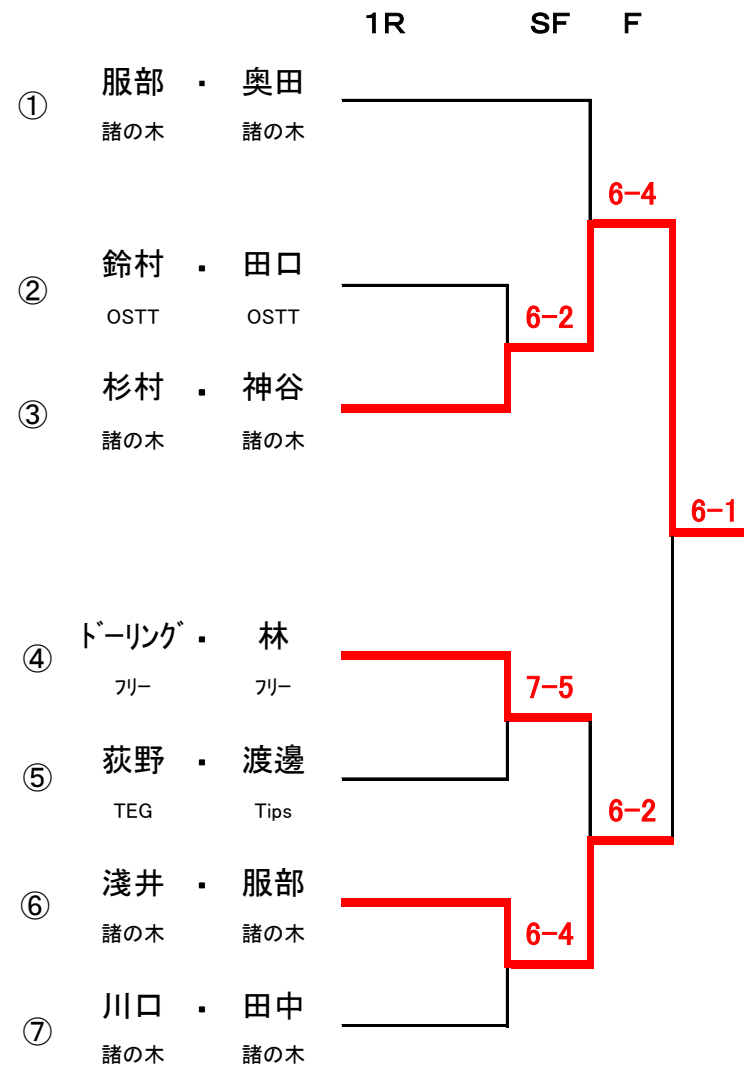 1R SF F
① 服部 ・ 奥田
諸の木 諸の木
6-4
② 鈴村 ・ 田口
OSTT OSTT
6-2
③ 杉村 ・ 神谷
諸の木 諸の木
6-1
④ ﾄﾞｰﾘﾝｸﾞ ・ 林
ﾌﾘｰ ﾌﾘｰ
7-5
⑤ 荻野 ・ 渡邊
TEG Tips
6-2
⑥ 淺井 ・ 服部
諸の木 諸の木
6-4
⑦ 川口 ・ 田中
諸の木 諸の木